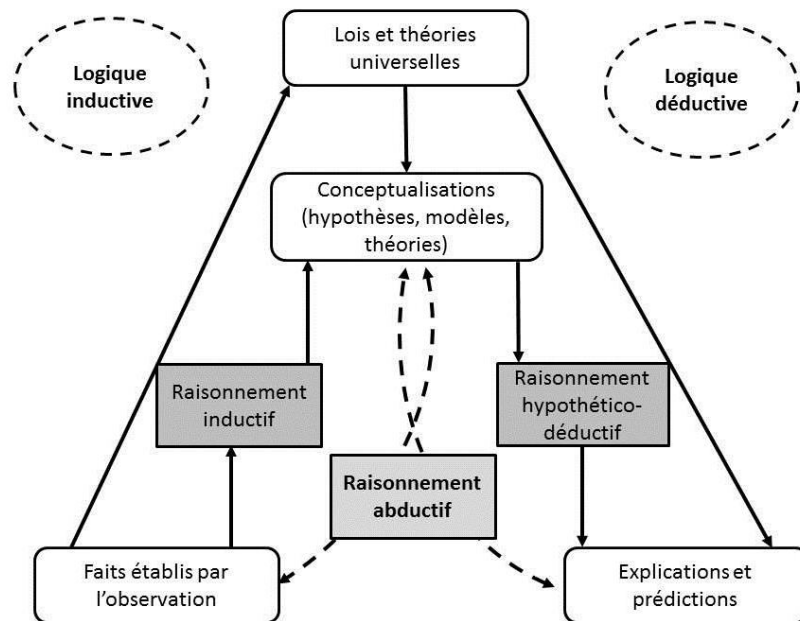 Lois et théories
universelles
Logique
inductive
Logique
déductive
Conceptualisations
(hypothèses, modèles,
théories)
Raisonnement
inductif
Raisonnement
hypothético-
déductif
Raisonnement
abductif
Faits établis par
l'observation
Explications et
prédictions